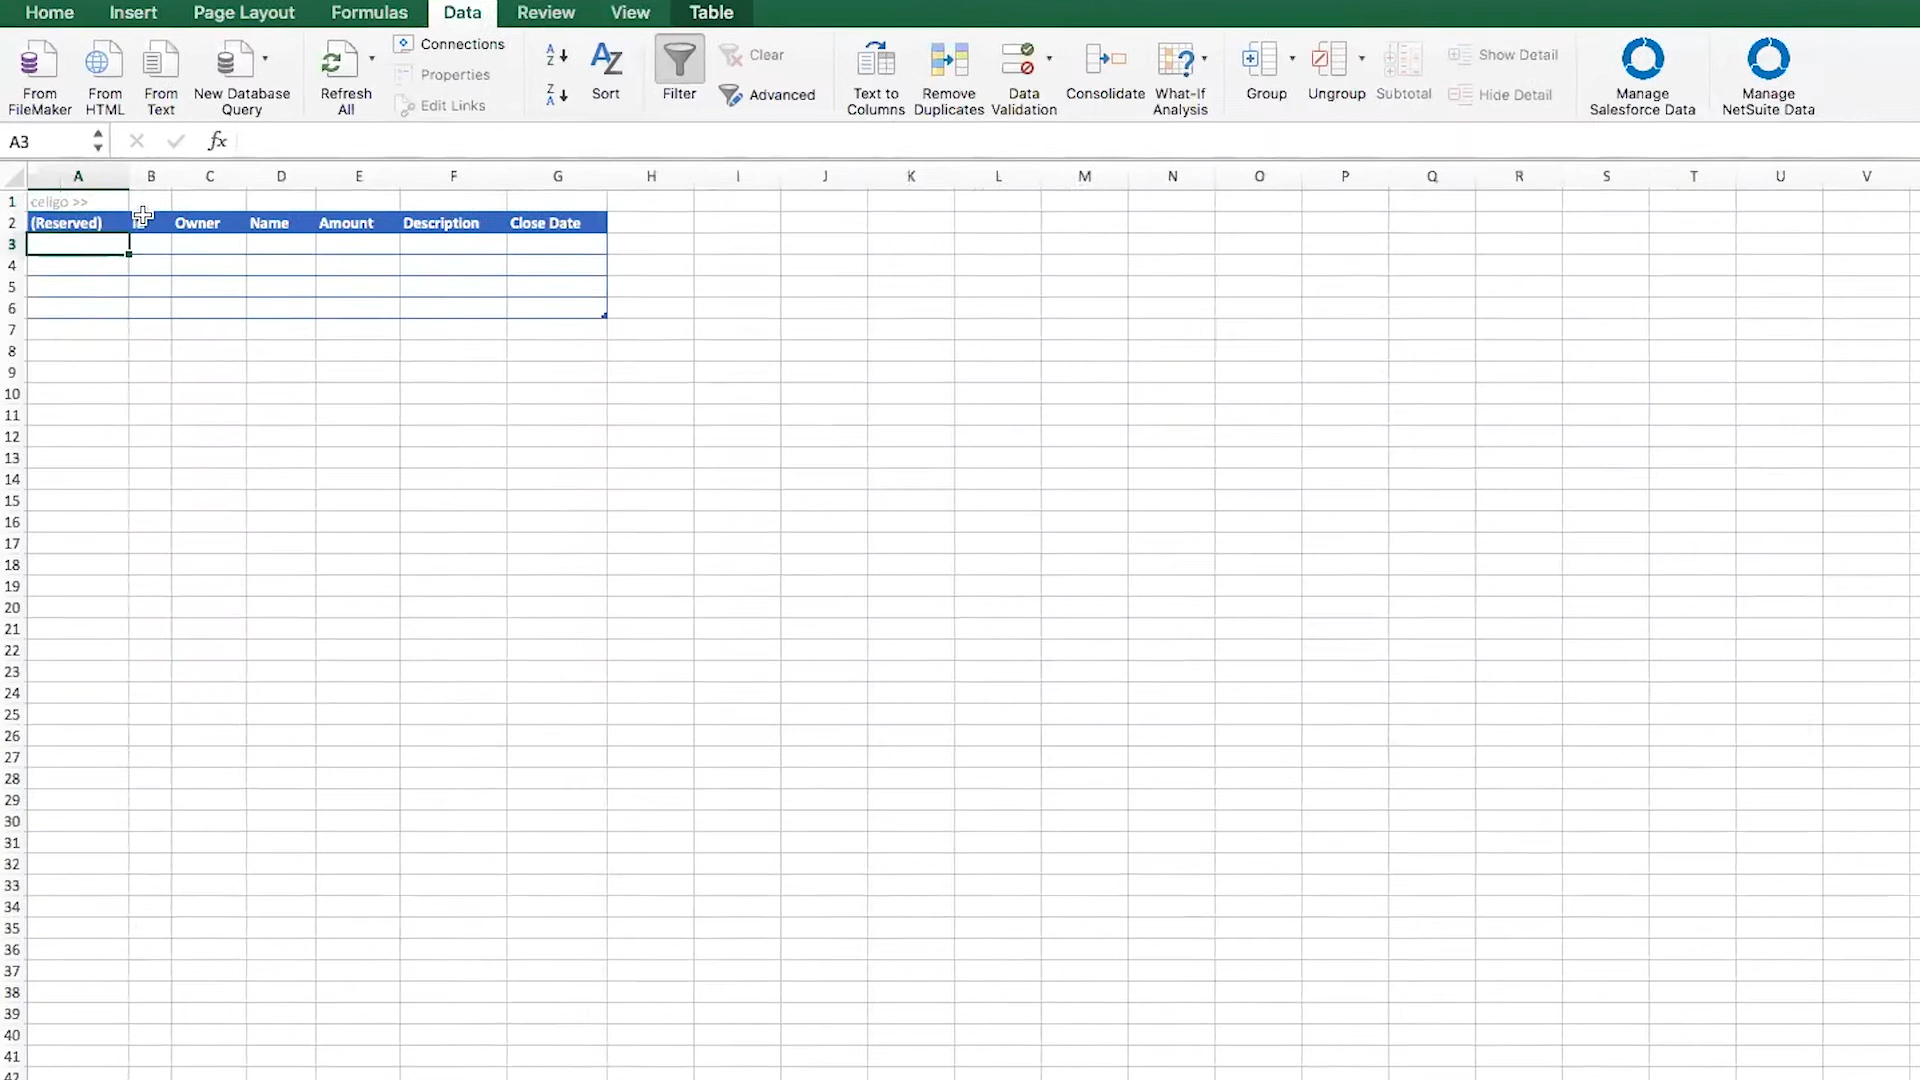 Home Insert Page Layout Formulas Data Review View Table
Connections
Properties
Edit Links
From FileMaker
From HTML
From Text
New Database Query
Refresh All
A Z
Z A
AZ
Sort
Filter
Clear
Advanced
Text to Columns
Remove Duplicates
Data Validation
Consolidate
What-If Analysis
Group
Ungroup
Subtotal
Show Detail
Hide Detail
Manage Salesforce Data
Manage NetSuite Data
A3 fx
A B C D E F G H I J K L M N O P Q R S T U V
1 celigo >>
2 (Reserved) Owner Name Amount Description Close Date
3
4
5
6
7
8
9
10
11
12
13
14
15
16
17
18
19
20
21
22
23
24
25
26
27
28
29
30
31
32
33
34
35
36
37
38
39
40
41
42